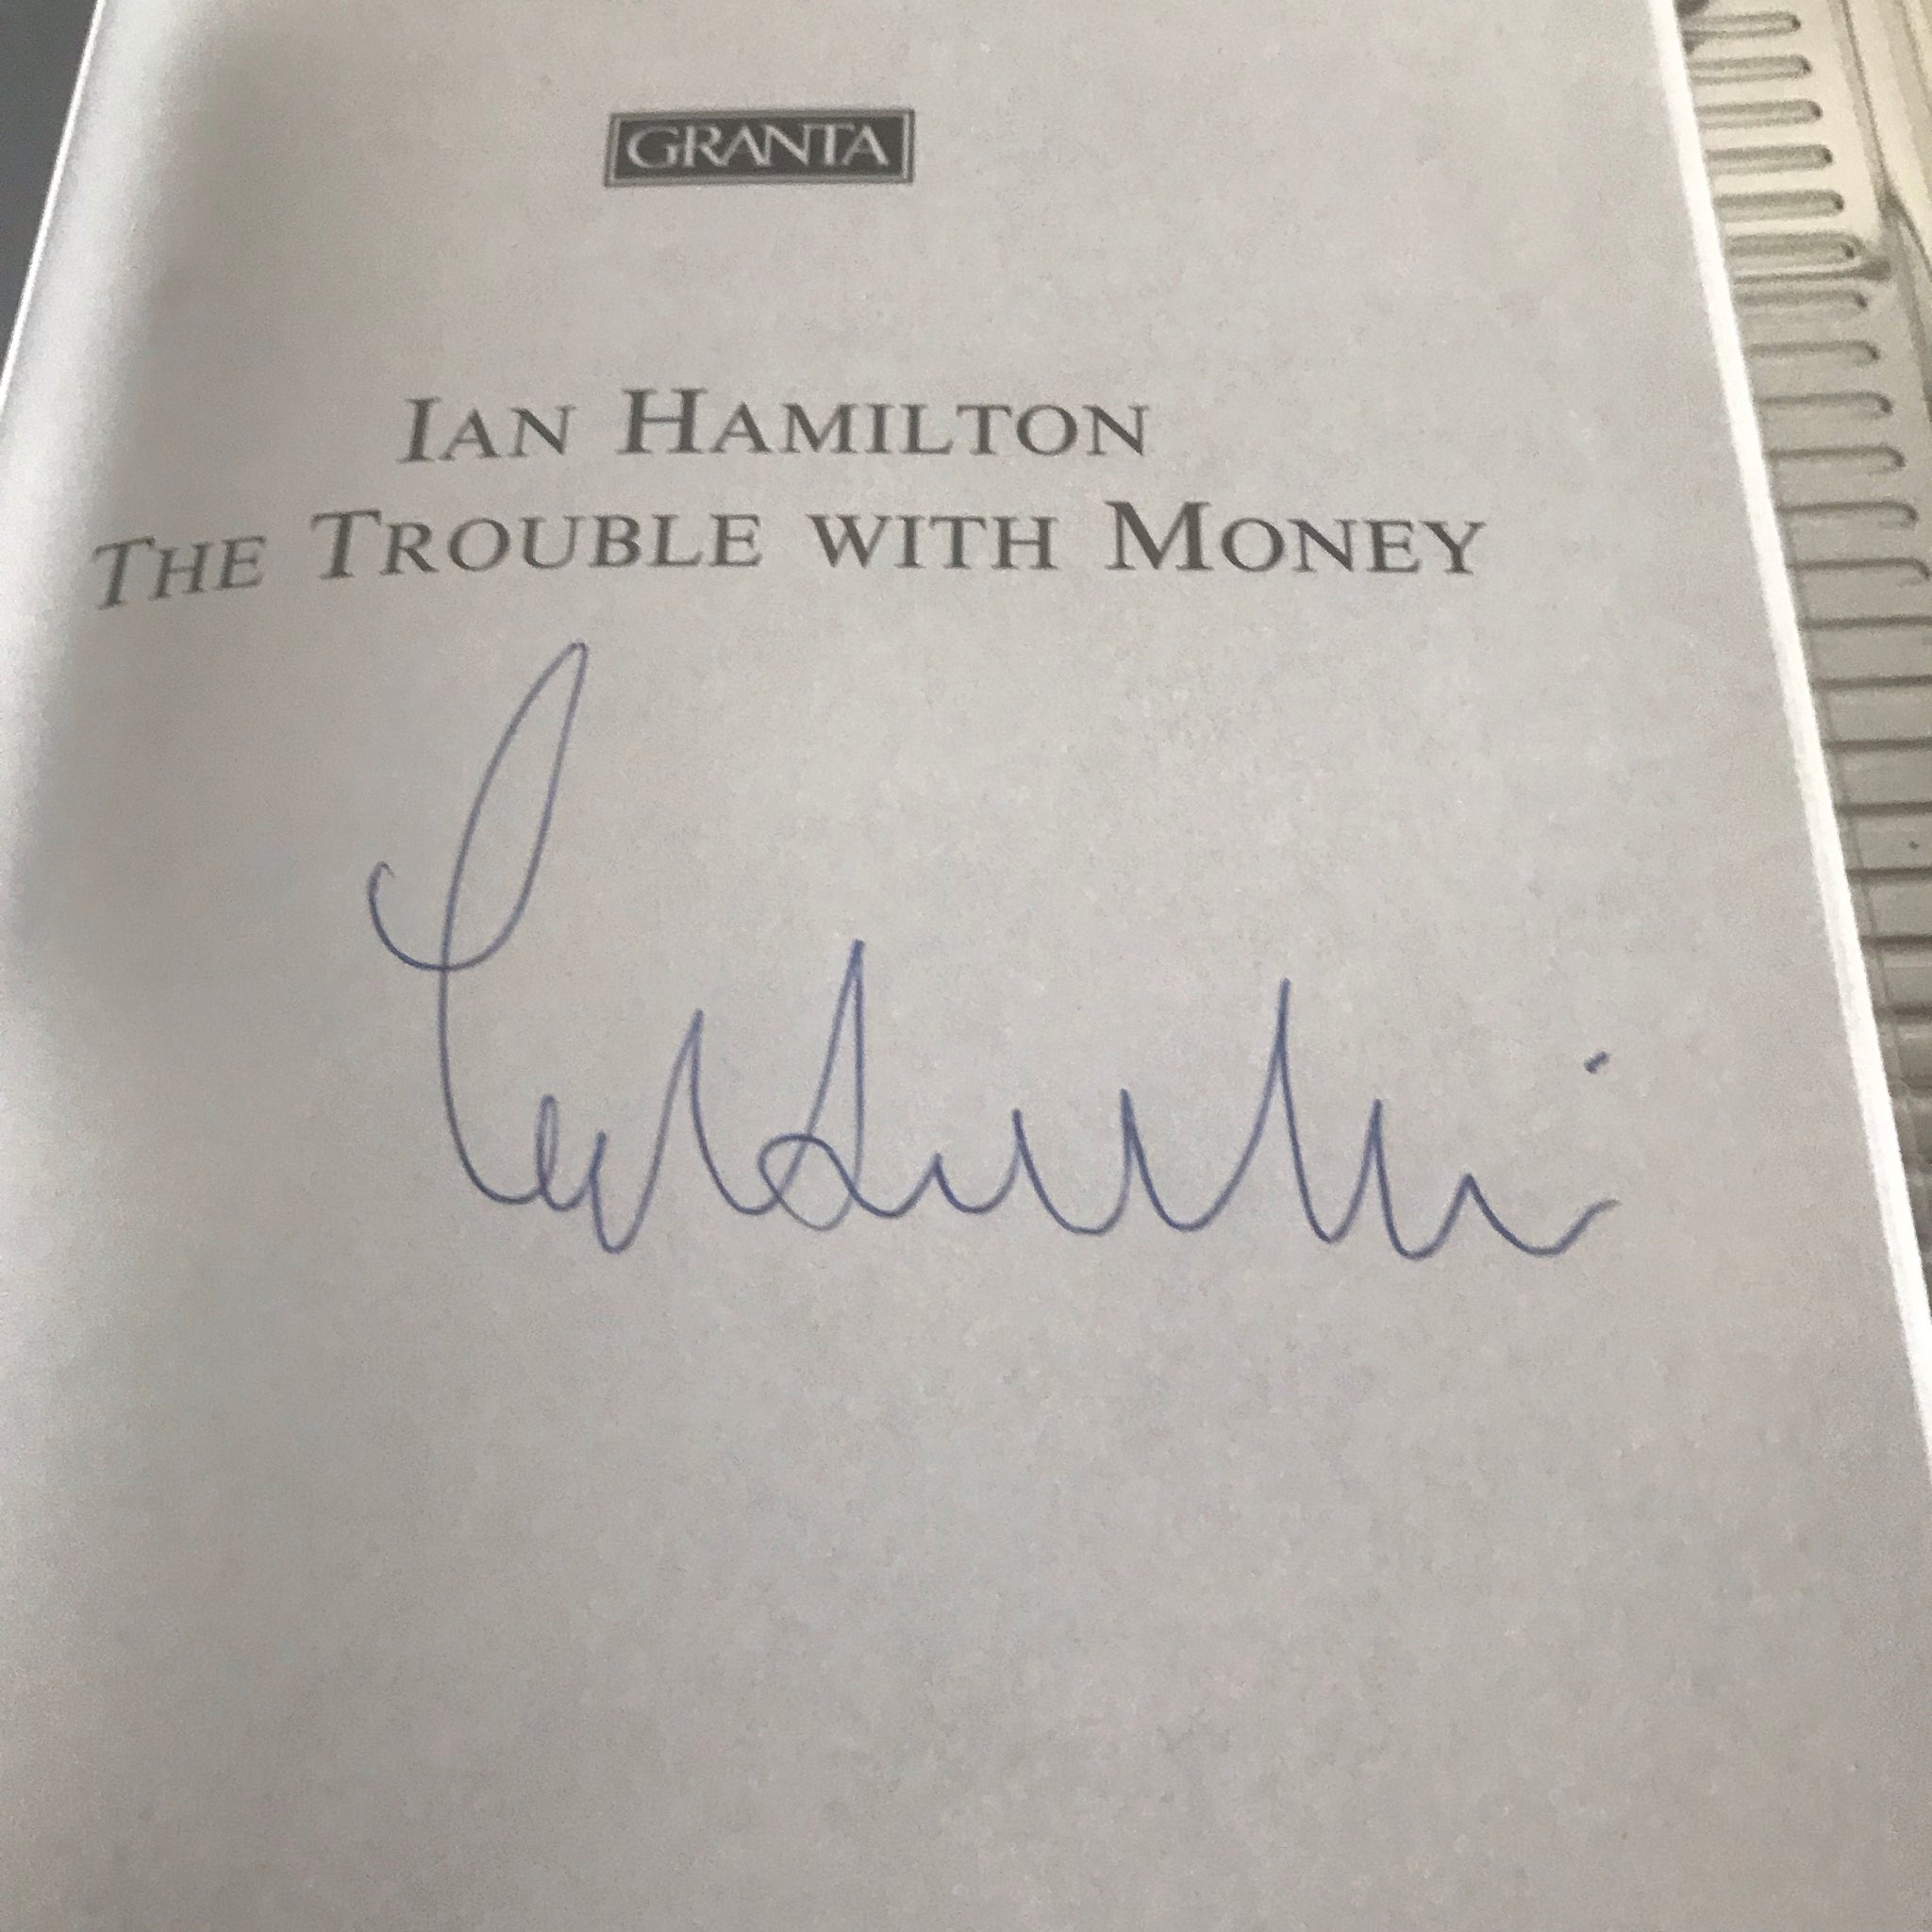 GRANTA
IAN HAMILTON
THE TROUBLE WITH MONEY